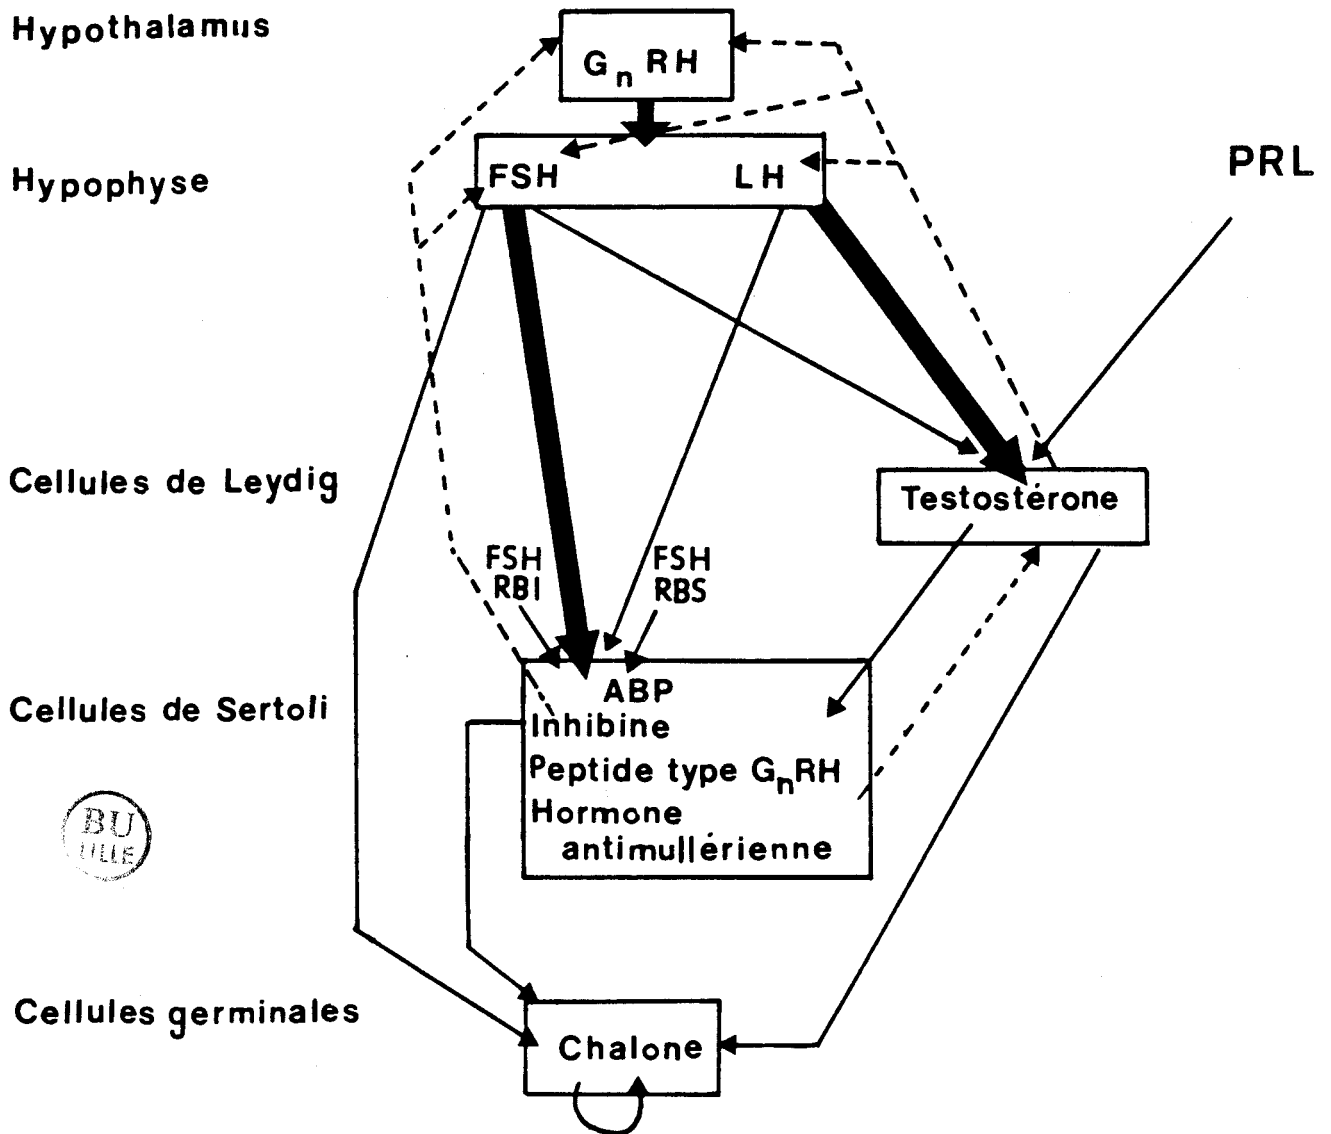 Hypothalamus
GnRH
Hypophyse
FSH
LH
PRL
Cellules de Leydig
Testostérone
FSH
RBI
FSH
RBS
Cellules de Sertoli
ABP
Inhibine
Peptide type GnRH
Hormone
antimullérienne
BU
LILLE
Cellules germinales
Chalone